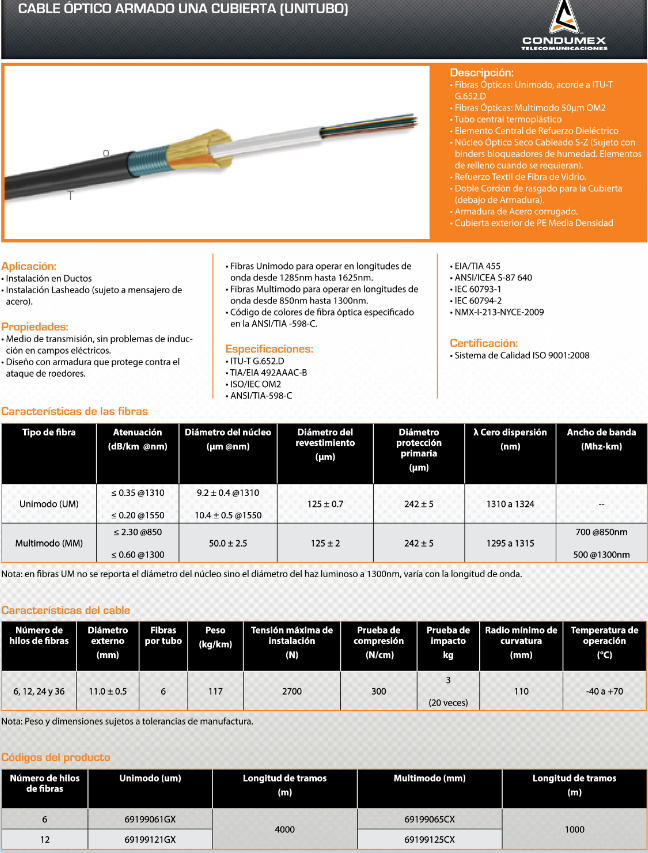 CABLE ÓPTICO ARMADO UNA CUBIERTA (UNITUBO)
CONDUMEX
TELECOMUNICACIONES
Descripción:
• Fibras Ópticas: Unimodo, acorde a ITU-T
G.652.D
• Fibras Ópticas: Multimodo 50μm OM2
• Tubo central termoplástico
• Elemento Central de Refuerzo Dieléctrico
• Núcleo Óptico Seco Cableado S-Z (Sujeto con
binders bloqueadores de humedad. Elementos
de relleno cuando se requieran).
• Refuerzo Textil de Fibra de Vidrio.
• Doble Cordón de rasgado para la Cubierta
(debajo de Armadura).
• Armadura de Acero corrugado.
• Cubierta exterior de PE Media Densidad
Aplicación:
• Instalación en Ductos
• Instalación Lasheado (sujeto a mensajero de
acero).
Propiedades:
• Medio de transmisión, sin problemas de induc-
ción en campos eléctricos.
• Diseño con armadura que protege contra el
ataque de roedores.
• Fibras Unimodo para operar en longitudes de
onda desde 1285nm hasta 1625nm.
• Fibras Multimodo para operar en longitudes de
onda desde 850nm hasta 1300nm.
• Código de colores de fibra óptica especificado
en la ANSI/TIA -598-C.
Especificaciones:
• ITU-T G.652.D
• TIA/EIA 492AAAC-B
• ISO/IEC OM2
• ANSI/TIA-598-C
• EIA/TIA 455
• ANSI/ICEA S-87 640
• IEC 60793-1
• IEC 60794-2
• NMX-I-213-NYCE-2009
Certificación:
• Sistema de Calidad ISO 9001:2008
Características de las fibras
Tipo de fibra Atenuación (dB/km @nm) Diámetro del núcleo (μm @nm) Diámetro del revestimiento (μm) Diámetro protección primaria (μm) λ Cero dispersión (nm) Ancho de banda (Mhz-km)
Unimodo (UM) ≤ 0.35 @1310 9.2 ± 0.4 @1310 125 ± 0.7 242 ± 5 1310 a 1324 --
≤ 0.20 @1550 10.4 ± 0.5 @1550
Multimodo (MM) ≤ 2.30 @850 50.0 ± 2.5 125 ± 2 242 ± 5 1295 a 1315 700 @850nm
≤ 0.60 @1300 500 @1300nm
Nota: en fibras UM no se reporta el diámetro del núcleo sino el diámetro del haz luminoso a 1300nm, varía con la longitud de onda.
Características del cable
Número de hilos de fibras Diámetro externo (mm) Fibras por tubo Peso (kg/km) Tensión máxima de instalación (N) Prueba de compresión (N/cm) Prueba de impacto kg Radio mínimo de curvatura (mm) Temperatura de operación (°C)
6, 12, 24 y 36 11.0 ± 0.5 6 117 2700 300 3 (20 veces) 110 -40 a +70
Nota: Peso y dimensiones sujetos a tolerancias de manufactura.
Códigos del producto
Número de hilos de fibras Unimodo (um) Longitud de tramos (m) Multimodo (mm) Longitud de tramos (m)
6 69199061GX 4000 69199065CX 1000
12 69199121GX 69199125CX